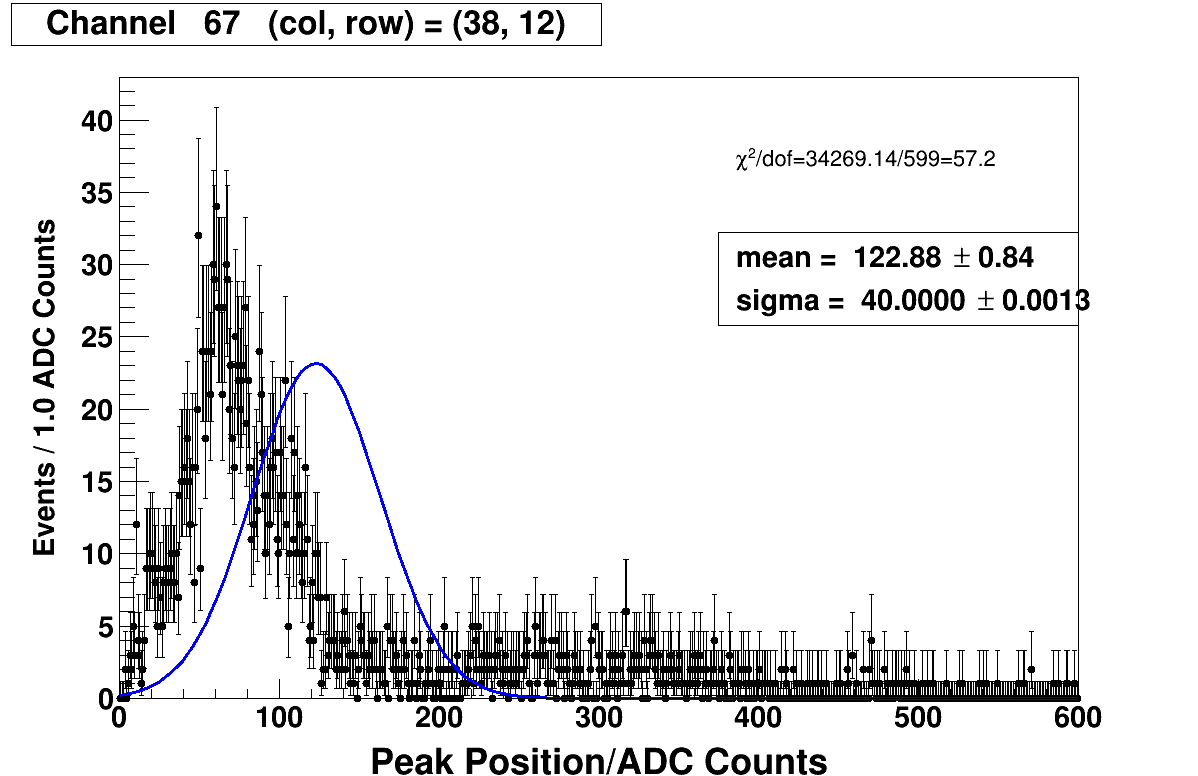 Channel 67 (col, row) = (38, 12)
40
35
30
25
20
15
10
5
0
Events / 1.0 ADC Counts
χ²/dof=34269.14/599=57.2
mean = 122.88 ± 0.84
sigma = 40.0000 ± 0.0013
0 100 200 300 400 500 600
Peak Position/ADC Counts